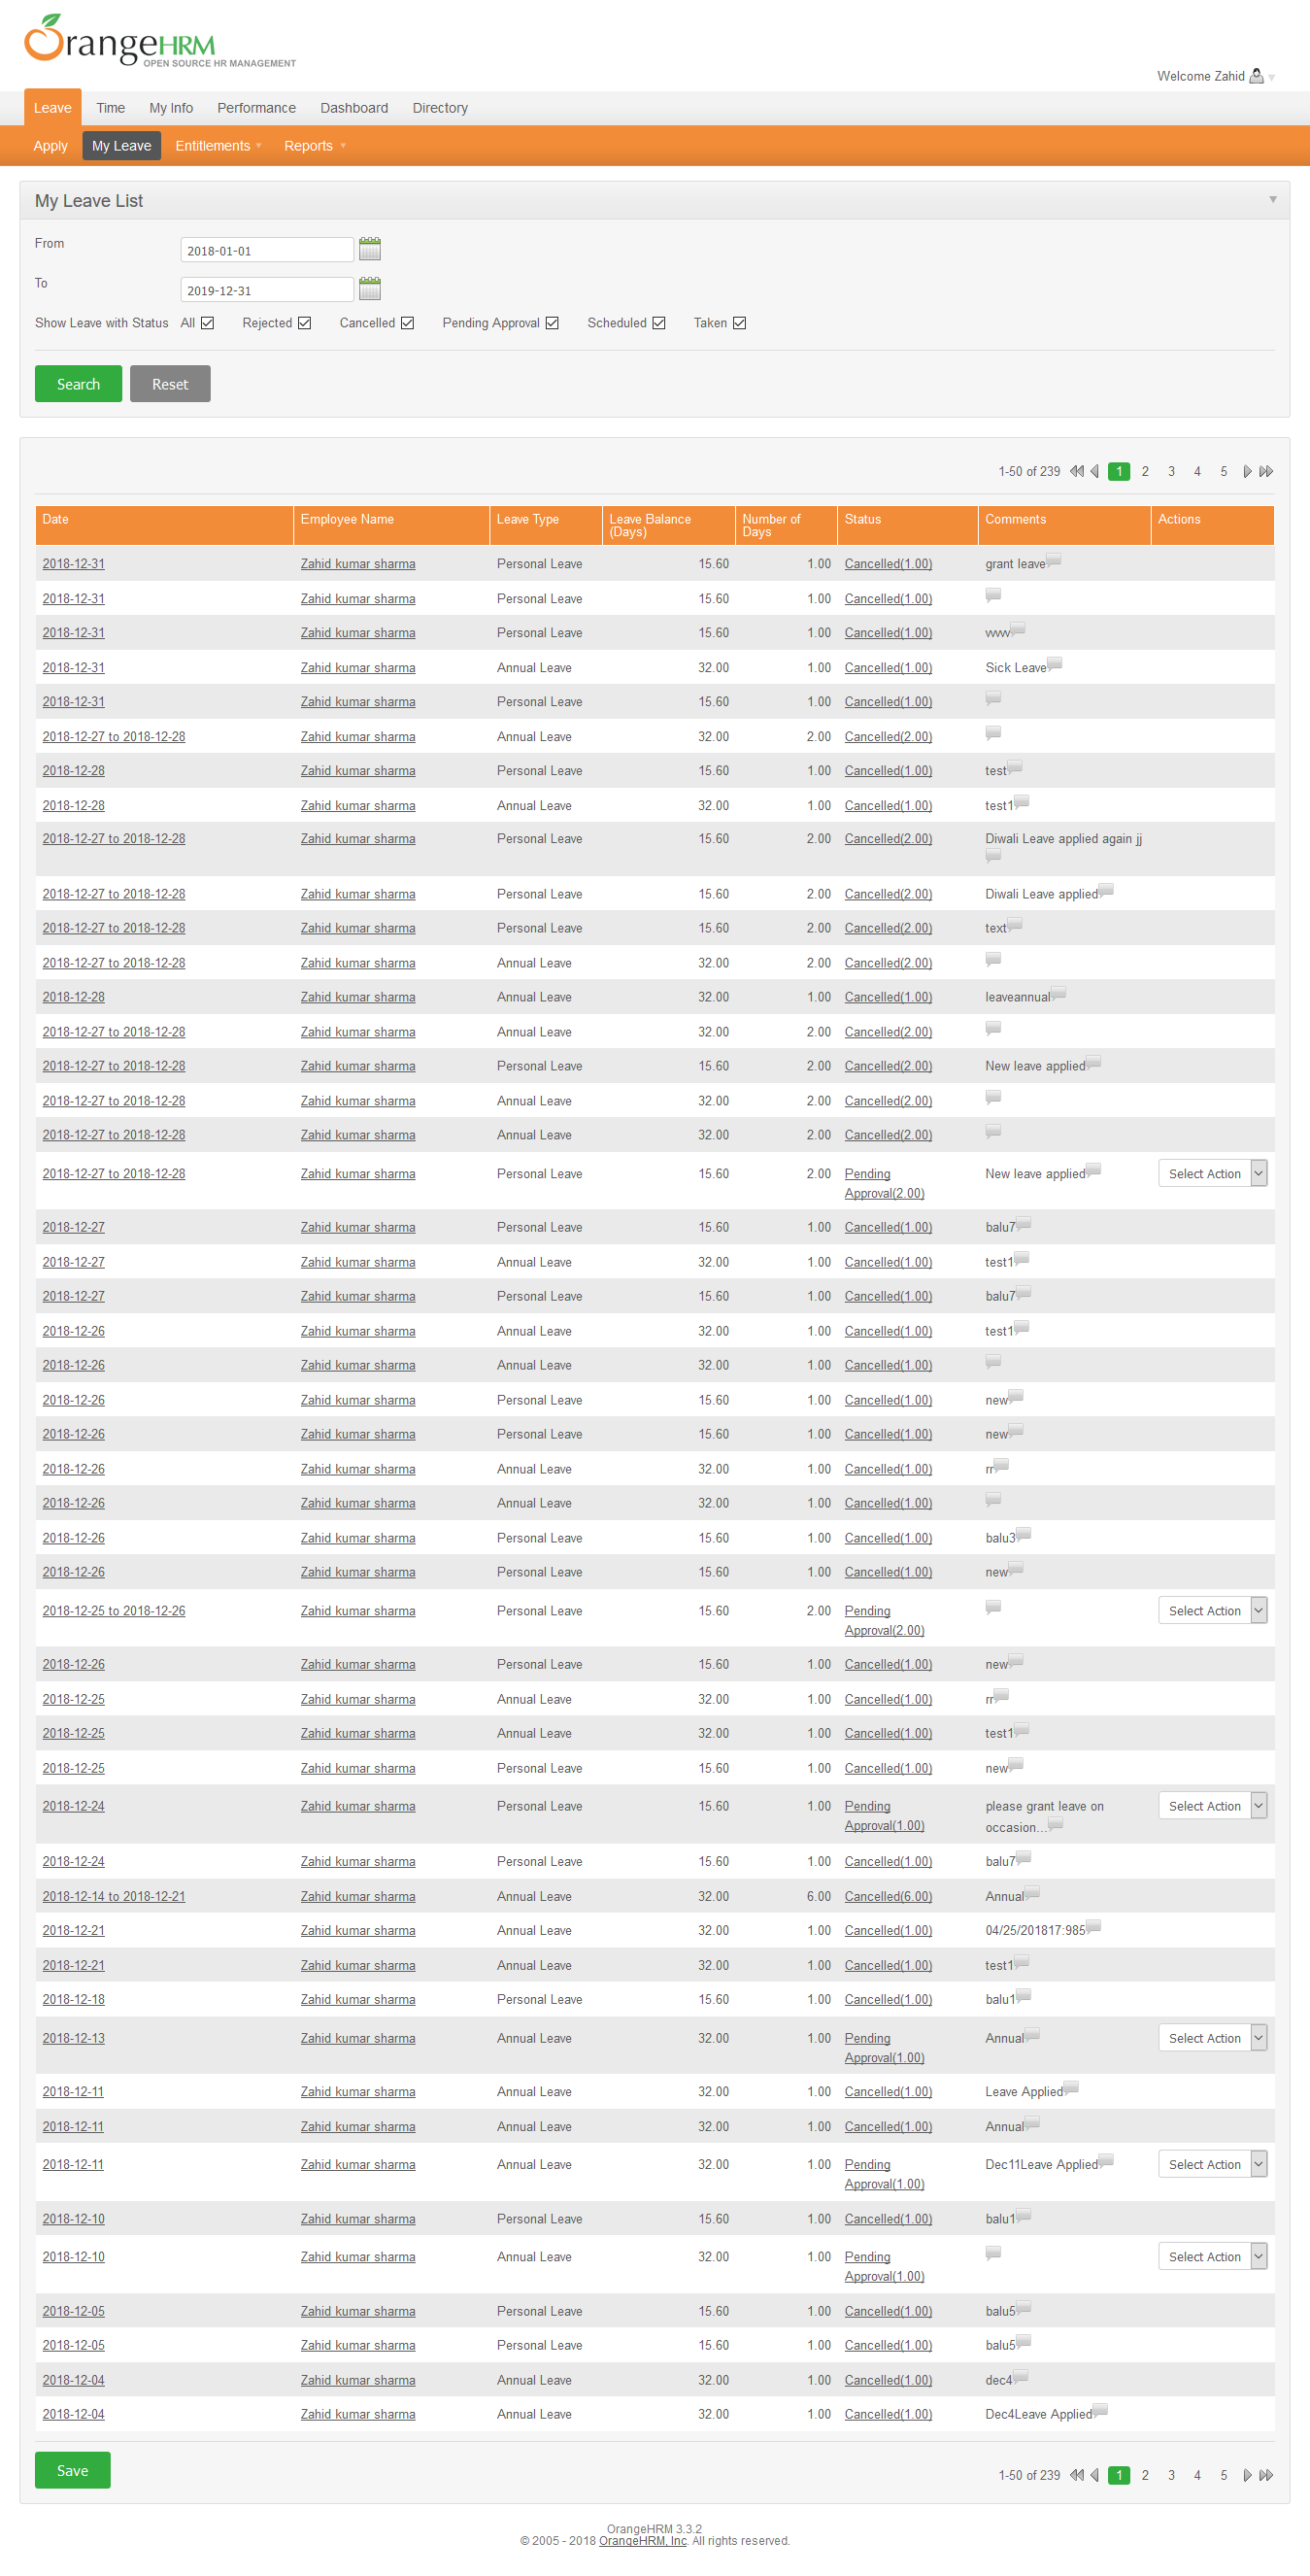 OrangeHRM
OPEN SOURCE HR MANAGEMENT
Welcome Zahid
Leave Time My Info Performance Dashboard Directory
Apply My Leave Entitlements Reports
My Leave List
From 2018-01-01
To 2019-12-31
Show Leave with Status All Rejected Cancelled Pending Approval Scheduled Taken
Search Reset
1-50 of 239 1 2 3 4 5
Date Employee Name Leave Type Leave Balance (Days) Number of Days Status Comments Actions
2018-12-31 Zahid kumar sharma Personal Leave 15.60 1.00 Cancelled(1.00) grant leave
2018-12-31 Zahid kumar sharma Personal Leave 15.60 1.00 Cancelled(1.00)
2018-12-31 Zahid kumar sharma Personal Leave 15.60 1.00 Cancelled(1.00)
2018-12-31 Zahid kumar sharma Annual Leave 32.00 1.00 Cancelled(1.00) Sick Leave
2018-12-31 Zahid kumar sharma Personal Leave 15.60 1.00 Cancelled(1.00)
2018-12-27 to 2018-12-28 Zahid kumar sharma Annual Leave 32.00 2.00 Cancelled(2.00)
2018-12-28 Zahid kumar sharma Personal Leave 15.60 1.00 Cancelled(1.00) test
2018-12-28 Zahid kumar sharma Annual Leave 32.00 1.00 Cancelled(1.00) test1
2018-12-27 to 2018-12-28 Zahid kumar sharma Personal Leave 15.60 2.00 Cancelled(2.00) Diwali Leave applied again jj
2018-12-27 to 2018-12-28 Zahid kumar sharma Personal Leave 15.60 2.00 Cancelled(2.00) Diwali Leave applied
2018-12-27 to 2018-12-28 Zahid kumar sharma Personal Leave 15.60 2.00 Cancelled(2.00) text
2018-12-27 to 2018-12-28 Zahid kumar sharma Annual Leave 32.00 2.00 Cancelled(2.00)
2018-12-28 Zahid kumar sharma Annual Leave 32.00 1.00 Cancelled(1.00) leaveannual
2018-12-27 to 2018-12-28 Zahid kumar sharma Annual Leave 32.00 2.00 Cancelled(2.00)
2018-12-27 to 2018-12-28 Zahid kumar sharma Personal Leave 15.60 2.00 Cancelled(2.00) New leave applied
2018-12-27 to 2018-12-28 Zahid kumar sharma Annual Leave 32.00 2.00 Cancelled(2.00)
2018-12-27 to 2018-12-28 Zahid kumar sharma Annual Leave 32.00 2.00 Cancelled(2.00)
2018-12-27 to 2018-12-28 Zahid kumar sharma Personal Leave 15.60 2.00 Pending Approval(2.00) New leave applied Select Action
2018-12-27 Zahid kumar sharma Personal Leave 15.60 1.00 Cancelled(1.00) balu7
2018-12-27 Zahid kumar sharma Annual Leave 32.00 1.00 Cancelled(1.00) test1
2018-12-27 Zahid kumar sharma Personal Leave 15.60 1.00 Cancelled(1.00) balu7
2018-12-26 Zahid kumar sharma Annual Leave 32.00 1.00 Cancelled(1.00) test1
2018-12-26 Zahid kumar sharma Annual Leave 32.00 1.00 Cancelled(1.00)
2018-12-26 Zahid kumar sharma Personal Leave 15.60 1.00 Cancelled(1.00) new
2018-12-26 Zahid kumar sharma Personal Leave 15.60 1.00 Cancelled(1.00) new
2018-12-26 Zahid kumar sharma Annual Leave 32.00 1.00 Cancelled(1.00) rr
2018-12-26 Zahid kumar sharma Annual Leave 32.00 1.00 Cancelled(1.00)
2018-12-26 Zahid kumar sharma Personal Leave 15.60 1.00 Cancelled(1.00) balu3
2018-12-26 Zahid kumar sharma Personal Leave 15.60 1.00 Cancelled(1.00) new
2018-12-25 to 2018-12-26 Zahid kumar sharma Personal Leave 15.60 2.00 Pending Approval(2.00) Select Action
2018-12-26 Zahid kumar sharma Personal Leave 15.60 1.00 Cancelled(1.00) new
2018-12-25 Zahid kumar sharma Annual Leave 32.00 1.00 Cancelled(1.00) rr
2018-12-25 Zahid kumar sharma Annual Leave 32.00 1.00 Cancelled(1.00) test1
2018-12-25 Zahid kumar sharma Personal Leave 15.60 1.00 Cancelled(1.00) new
2018-12-24 Zahid kumar sharma Personal Leave 15.60 1.00 Pending Approval(1.00) please grant leave on occasion... Select Action
2018-12-24 Zahid kumar sharma Personal Leave 15.60 1.00 Cancelled(1.00) balu7
2018-12-14 to 2018-12-21 Zahid kumar sharma Annual Leave 32.00 6.00 Cancelled(6.00) Annual
2018-12-21 Zahid kumar sharma Annual Leave 32.00 1.00 Cancelled(1.00) 04/25/201817:985
2018-12-21 Zahid kumar sharma Annual Leave 32.00 1.00 Cancelled(1.00) test1
2018-12-18 Zahid kumar sharma Personal Leave 15.60 1.00 Cancelled(1.00) balu1
2018-12-13 Zahid kumar sharma Annual Leave 32.00 1.00 Pending Approval(1.00) Annual Select Action
2018-12-11 Zahid kumar sharma Annual Leave 32.00 1.00 Cancelled(1.00) Leave Applied
2018-12-11 Zahid kumar sharma Annual Leave 32.00 1.00 Cancelled(1.00) Annual
2018-12-11 Zahid kumar sharma Annual Leave 32.00 1.00 Pending Approval(1.00) Dec11Leave Applied Select Action
2018-12-10 Zahid kumar sharma Personal Leave 15.60 1.00 Cancelled(1.00) balu1
2018-12-10 Zahid kumar sharma Annual Leave 32.00 1.00 Pending Approval(1.00) Select Action
2018-12-05 Zahid kumar sharma Personal Leave 15.60 1.00 Cancelled(1.00) balu5
2018-12-05 Zahid kumar sharma Personal Leave 15.60 1.00 Cancelled(1.00) balu5
2018-12-04 Zahid kumar sharma Annual Leave 32.00 1.00 Cancelled(1.00) dec4
2018-12-04 Zahid kumar sharma Annual Leave 32.00 1.00 Cancelled(1.00) Dec4Leave Applied
Save
1-50 of 239 1 2 3 4 5
OrangeHRM 3.3.2
© 2005 - 2018 OrangeHRM, Inc. All rights reserved.